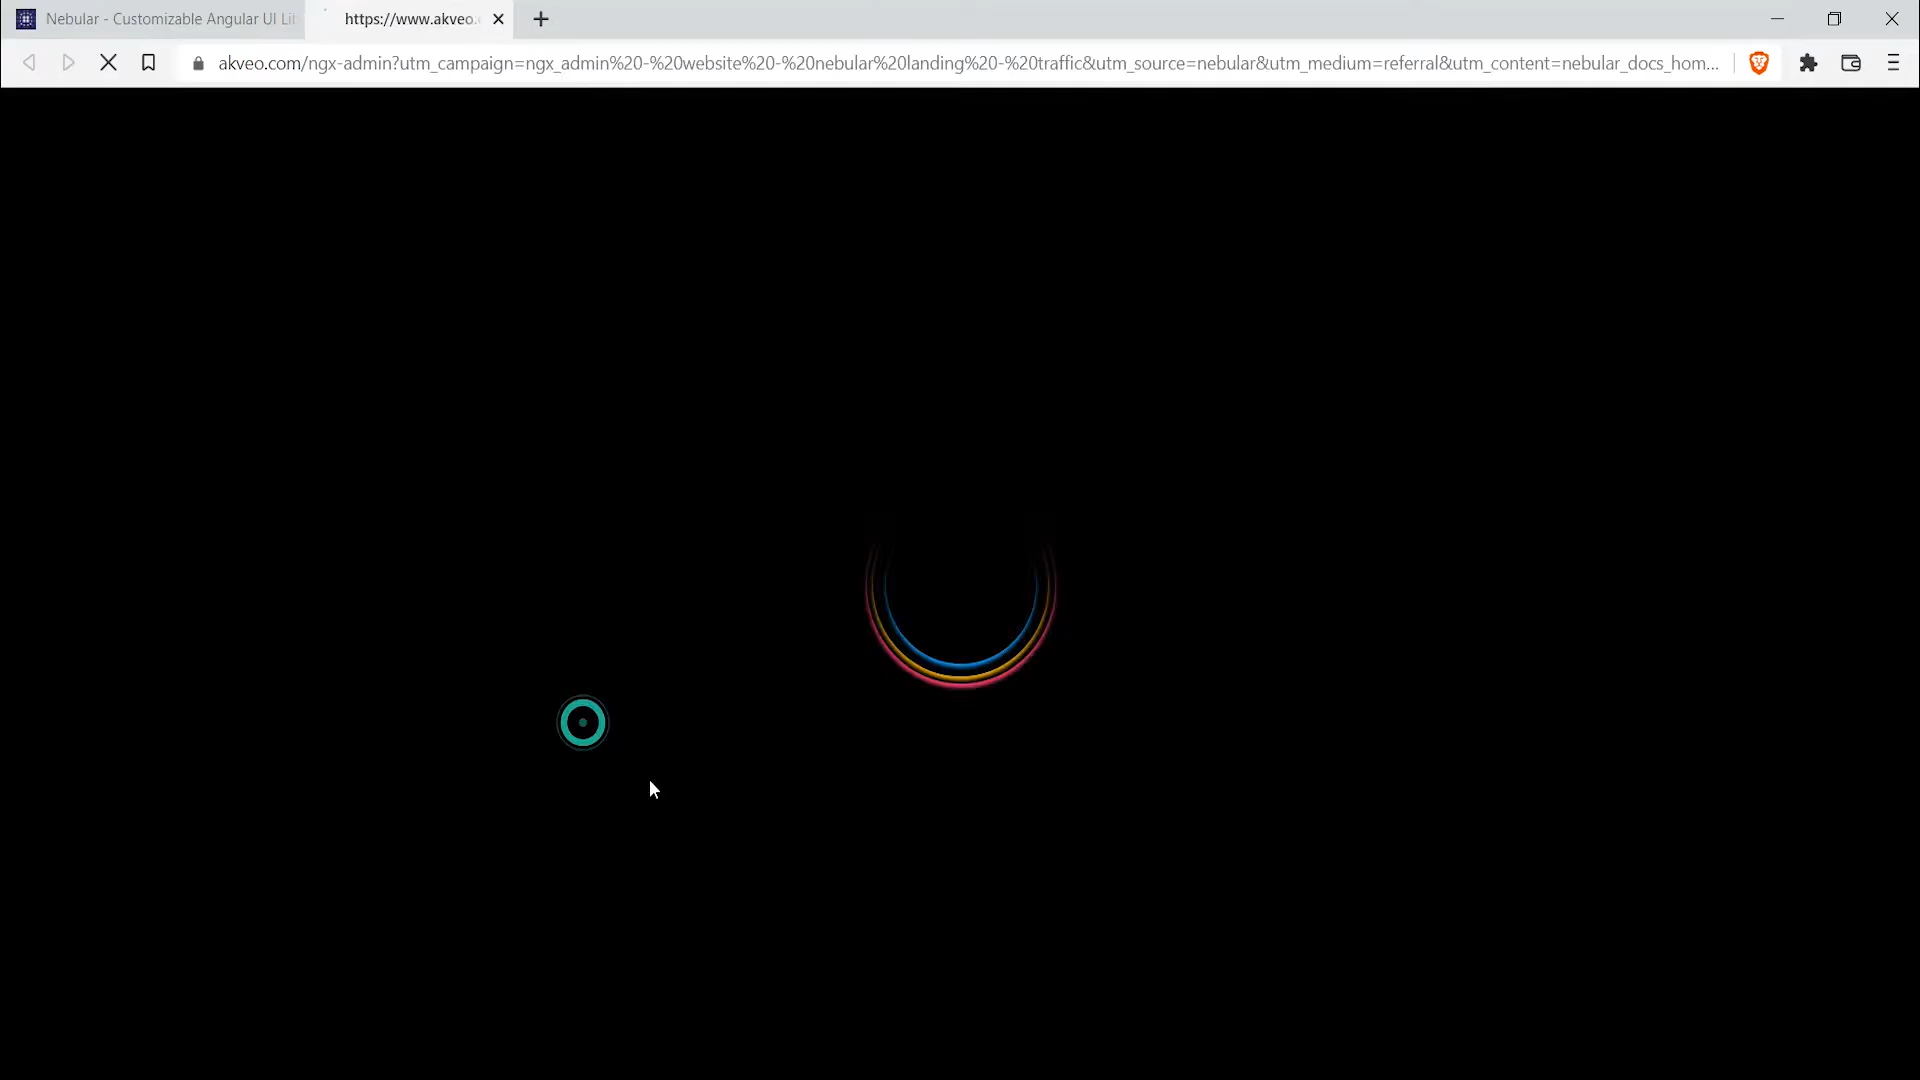 Nebular - Customizable Angular UI Li
https://www.akveo.
akveo.com/ngx-admin?utm_campaign=ngx_admin%20-%20website%20-%20nebular%20landing%20-%20traffic&utm_source=nebular&utm_medium=referral&utm_content=nebular_docs_hom...